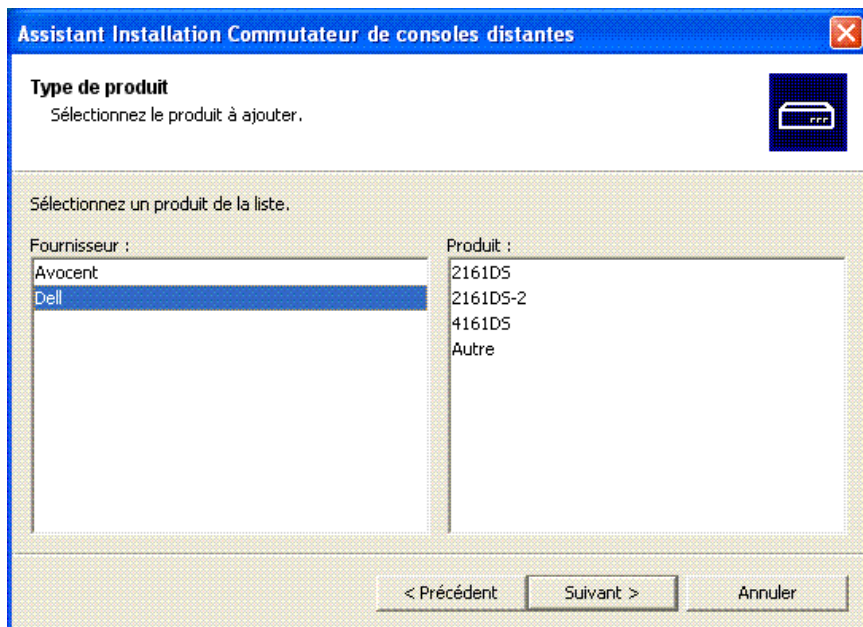 Assistant Installation Commutateur de consoles distantes
Type de produit
Sélectionnez le produit à ajouter.
Sélectionnez un produit de la liste.
Fournisseur :
Avocent
Dell
Produit :
2161DS
2161DS-2
4161DS
Autre
< Précédent
Suivant >
Annuler